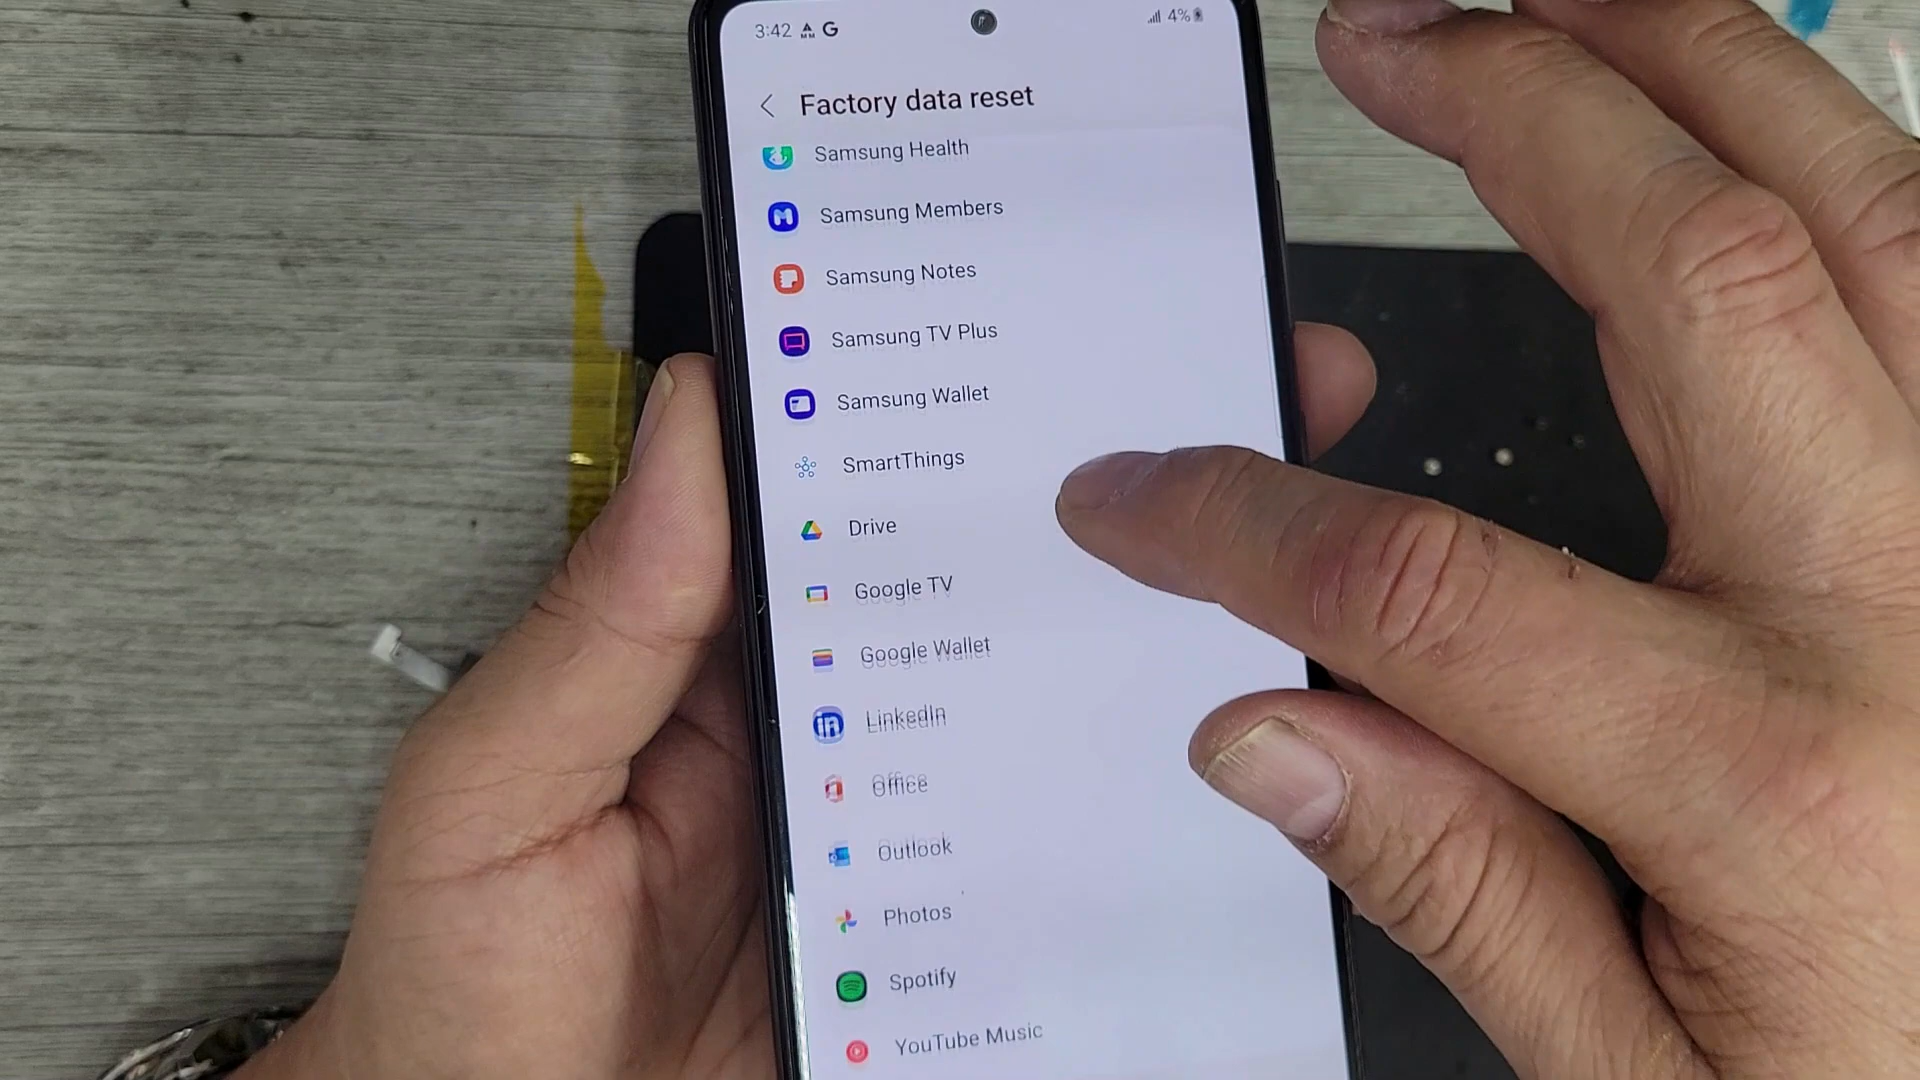 3:42 G 4%
Factory data reset
Samsung Health
Samsung Members
Samsung Notes
Samsung TV Plus
Samsung Wallet
SmartThings
Drive
Google TV
Google Wallet
in LinkedIn
Office
Outlook
Photos
Spotify
YouTube Music